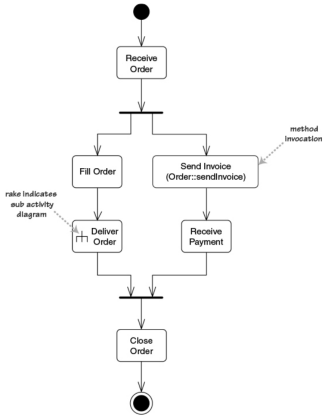 Receive
Order
method
invocation
Fill Order
Send Invoice
(Order::sendInvoice)
rake indicates
sub activity
diagram
Deliver
Order
Receive
Payment
Close
Order